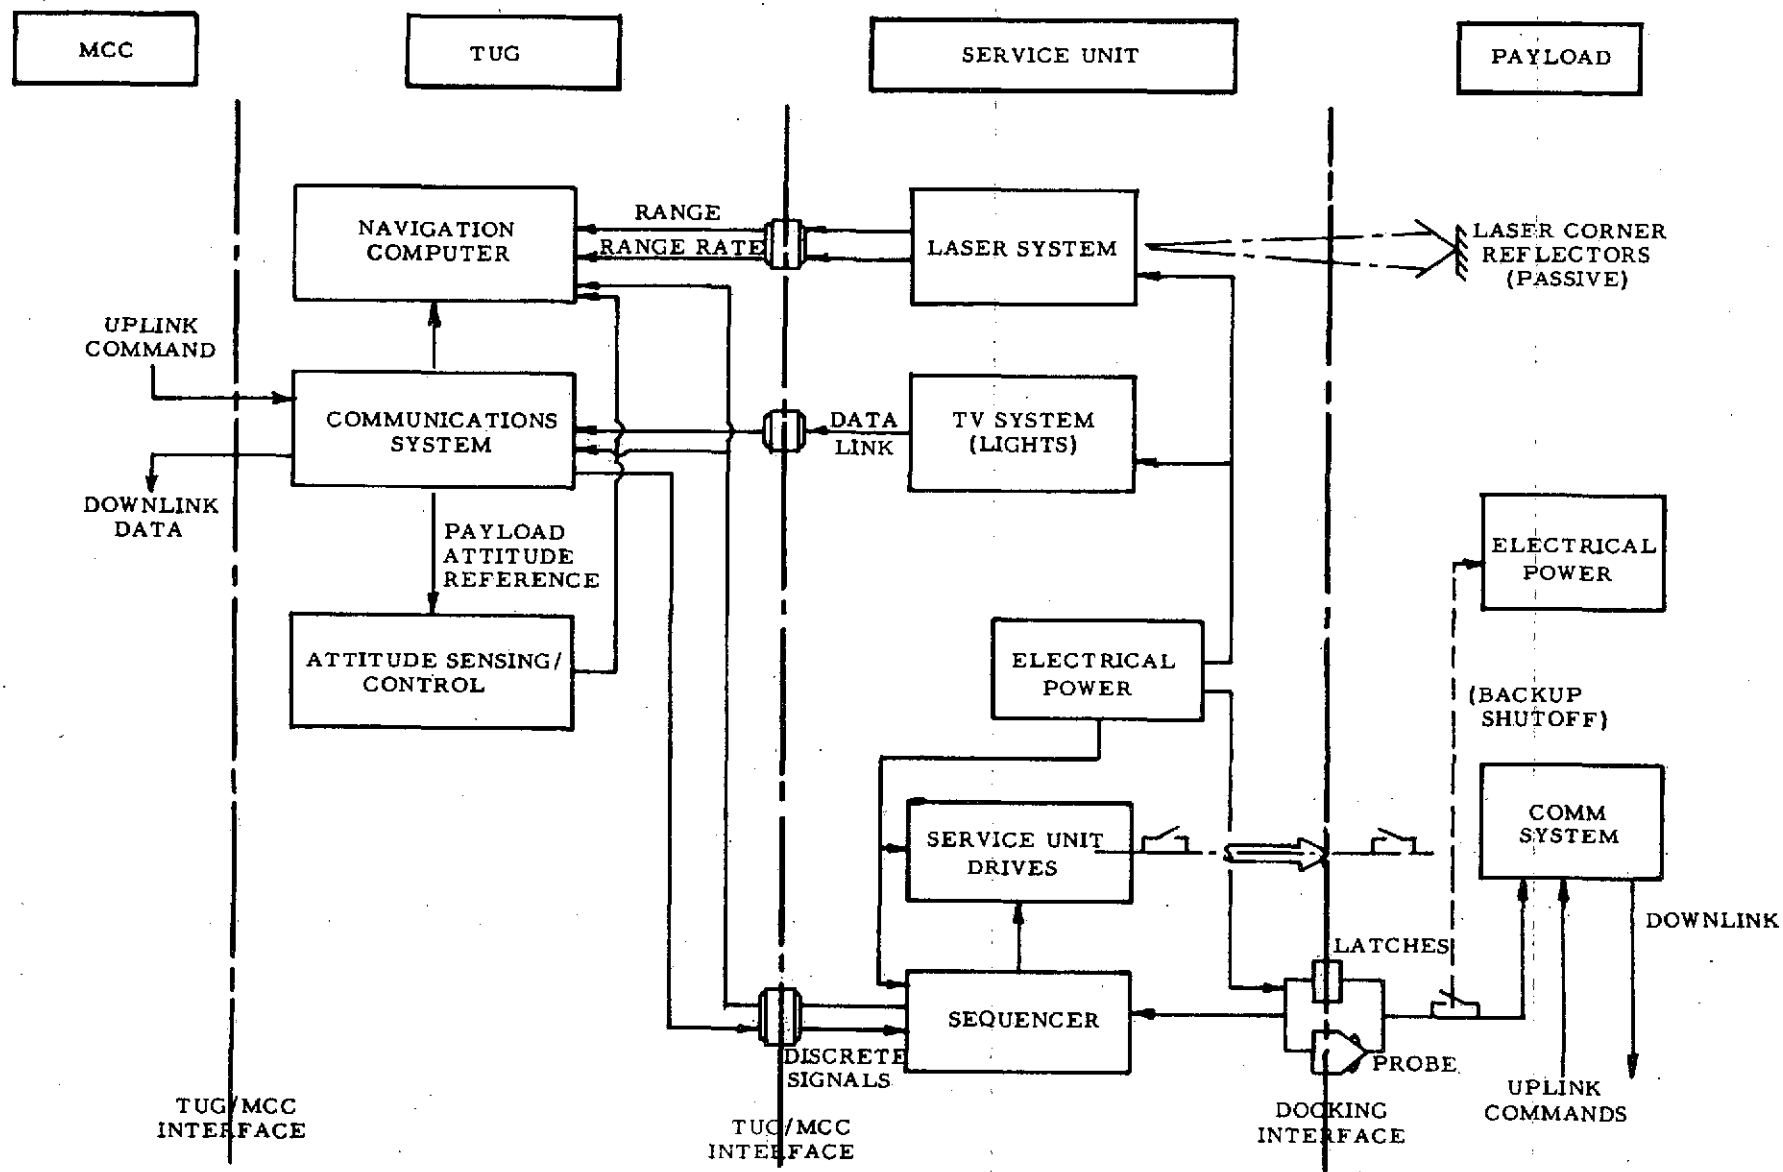 MCC
TUG
SERVICE UNIT
PAYLOAD
NAVIGATION
COMPUTER
RANGE
RANGE RATE
LASER SYSTEM
LASER CORNER
REFLECTORS
(PASSIVE)
UPLINK
COMMAND
COMMUNICATIONS
SYSTEM
DATA
LINK
TV SYSTEM
(LIGHTS)
DOWNLINK
DATA
PAYLOAD
ATTITUDE
REFERENCE
ELECTRICAL
POWER
ATTITUDE SENSING/
CONTROL
ELECTRICAL
POWER
(BACKUP
SHUTOFF)
SERVICE UNIT
DRIVES
COMM
SYSTEM
DOWNLINK
LATCHES
SEQUENCER
DISCRETE
SIGNALS
PROBE
UPLINK
COMMANDS
TUG/MCC
INTERFACE
TUG/MCC
INTERFACE
DOCKING
INTERFACE